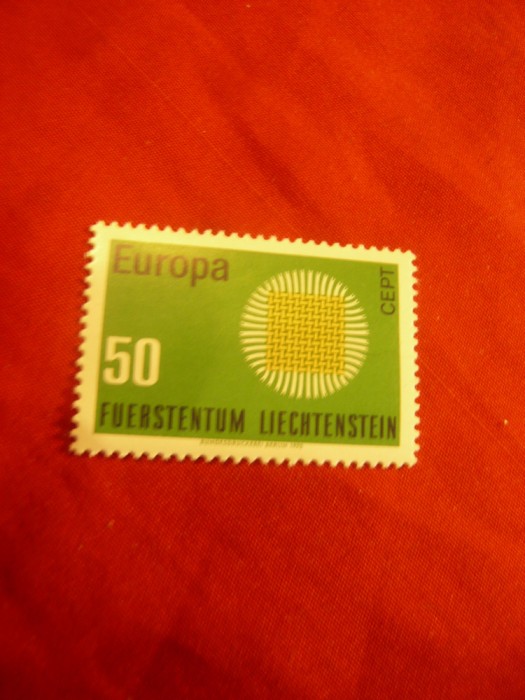 Europa
CEPT
50
FUERSTENTUM LIECHTENSTEIN